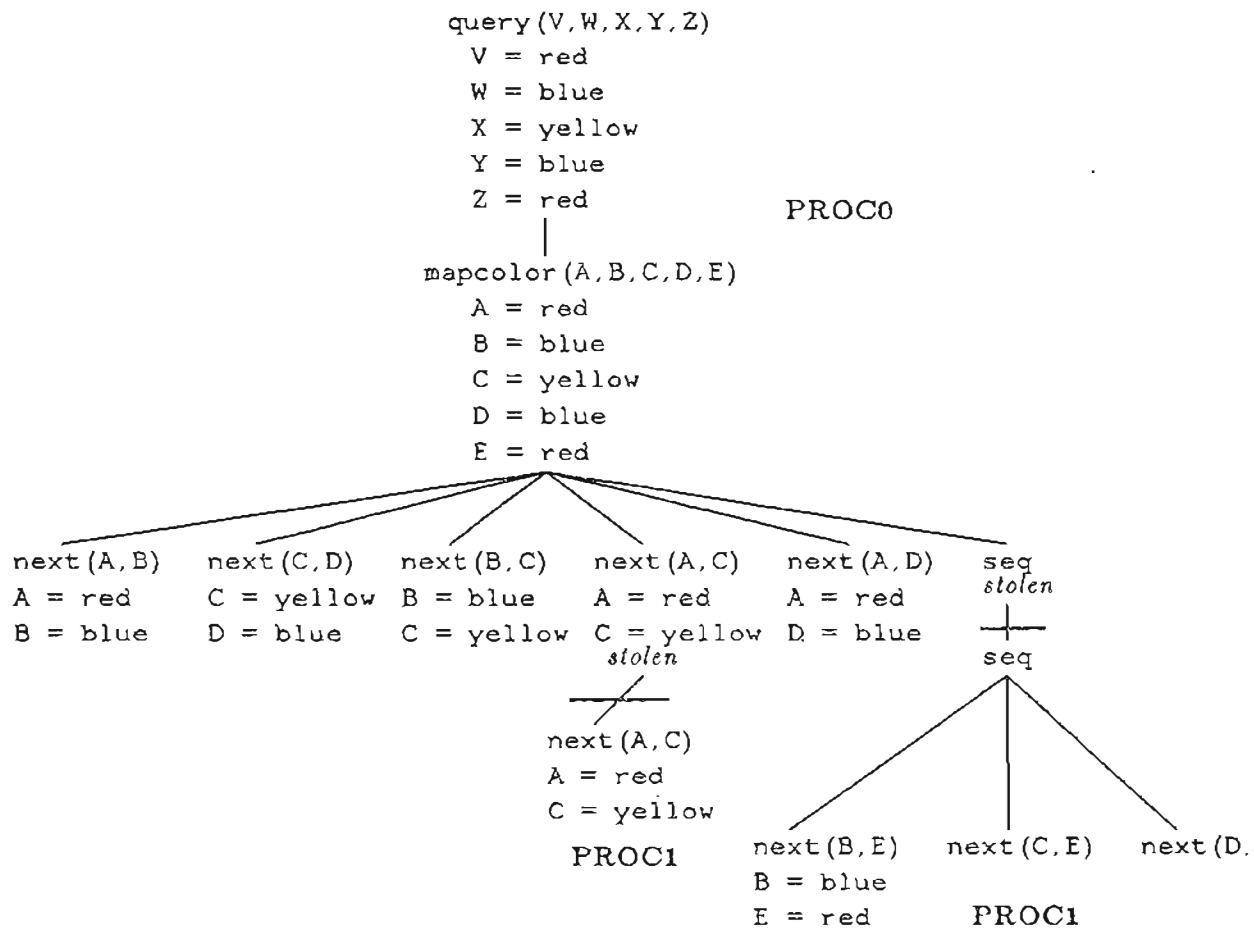 query(V,W,X,Y,Z)
V = red
W = blue
X = yellow
Y = blue
Z = red
PROC0
mapcolor(A,B,C,D,E)
A = red
B = blue
C = yellow
D = blue
E = red
next(A,B) next(C,D) next(B,C) next(A,C) next(A,D) seq
A = red C = yellow B = blue A = red A = red stolen
B = blue D = blue C = yellow C = yellow D = blue
stolen seq
next(A,C)
A = red
C = yellow
PROC1 next(B,E) next(C,E) next(D,
B = blue
E = red PROC1